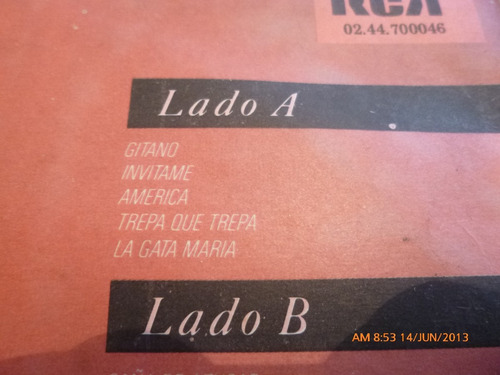 RCA
02.44.700046
Lado A
GITANO
INVITAME
AMERICA
TREPA QUE TREPA
LA GATA MARIA
Lado B
AM 8:53 14/JUN/2013